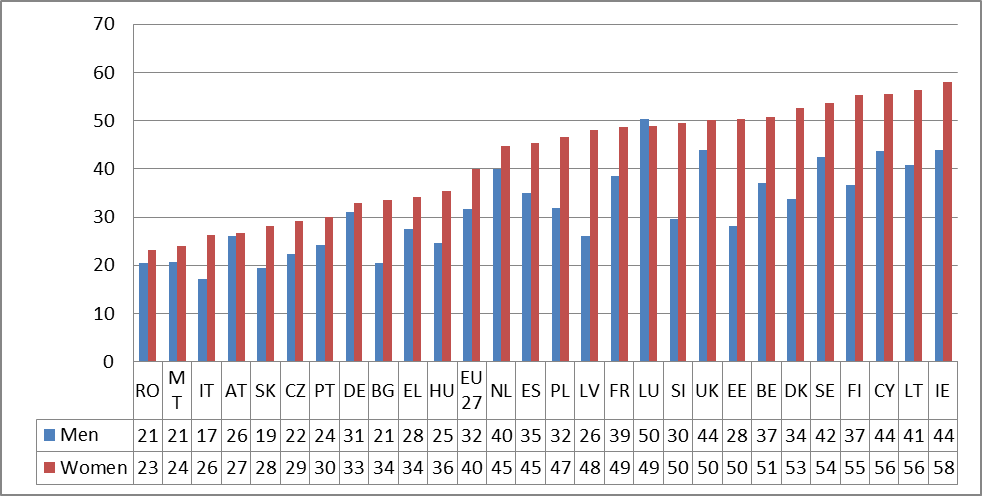 70
60
50
40
30
20
10
0
RO M T IT AT SK CZ PT DE BG EL HU EU 27 NL ES PL LV FR LU SI UK EE BE DK SE FI CY LT IE
Men 21 21 17 26 19 22 24 31 21 28 25 32 40 35 32 26 39 50 30 44 28 37 34 42 37 44 41 44
Women 23 24 26 27 28 29 30 33 34 34 36 40 45 45 47 48 49 49 50 50 50 51 53 54 55 56 56 58